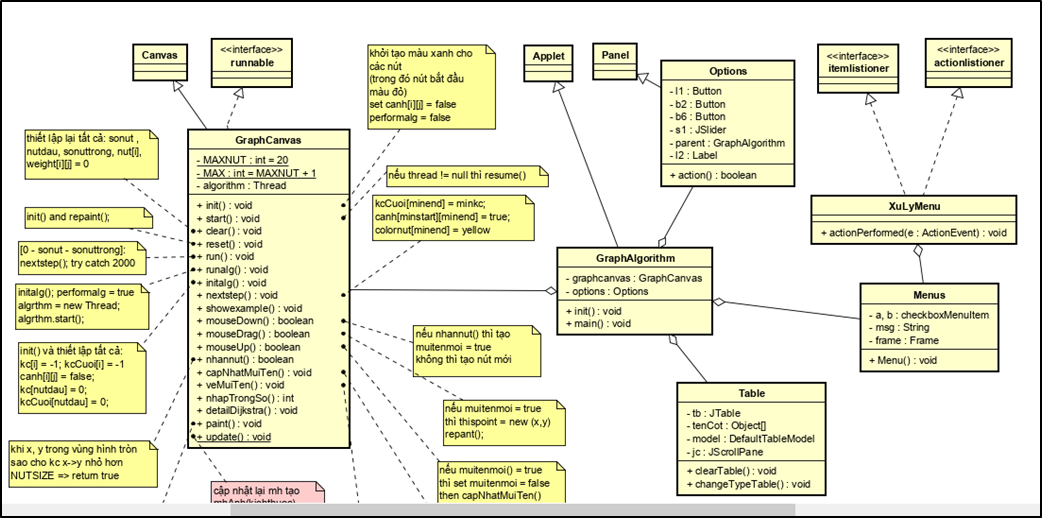 Canvas
<<interface>>
runnable
khởi tạo màu xanh cho
các nút
(trong đó nút bắt đầu
màu đỏ)
set canh[i][j] = false
performalg = false
Applet
Panel
Options
- l1 : Button
- b2 : Button
- b6 : Button
- s1 : JSlider
- parent : GraphAlgorithm
- l2 : Label
+ action() : boolean
<<interface>>
itemlistioner
<<interface>>
actionlistioner
thiết lập lại tất cả: sonut ,
nutdau, sonuttrong, nut[i],
weight[i][j] = 0
init() and repaint();
[0 - sonut - sonuttrong]:
nextstep(); try catch 2000
initalg; performalg = true
algrthm = new Thread;
algrthm.start();
init() và thiết lập tất cả:
kc[i] = -1; kcCuoi[i] = -1
canh[i][j] = false;
kc[nutdau] = 0;
kcCuoi[nutdau] = 0;
khi x, y trong vùng hình tròn
sao cho kc x->y nhỏ hơn
NUTSIZE => return true
GraphCanvas
- MAXNUT : int = 20
- MAX : int = MAXNUT + 1
- algorithm : Thread
+ init() : void
+ start() : void
+ clear() : void
+ reset() : void
+ run() : void
+ runalg() : void
+ initalg() : void
+ nextstep() : void
+ showexample() : void
+ mouseDown() : boolean
+ mouseDrag() : boolean
+ mouseUp() : boolean
+ nhannut() : boolean
+ capNhatMuiTen() : void
+ veMuiTen() : void
+ nhapTrongSo() : int
+ detailDijkstra() : void
+ paint() : void
+ update() : void
nếu thread != null thì resume()
kcCuoi[minend] = minkc;
canh[minstart][minend] = true;
colornut[minend] = yellow
nếu nhannut() thì tạo
muitenmoi = true
không thì tạo nút mới
nếu muitenmoi = true
thì thispoint = new (x,y)
repant();
nếu muitenmoi() = true
thì set muitenmoi = false
then capNhatMuiTen()
cập nhật lại mh tạo
GraphAlgorithm
- graphcanvas : GraphCanvas
- options : Options
+ init() : void
+ main() : void
XuLyMenu
+ actionPerformed(e : ActionEvent) : void
Menus
- a, b : checkboxMenuItem
- msg : String
- frame : Frame
+ Menu() : void
Table
- tb : JTable
- tenCot : Object[]
- model : DefaultTableModel
- jc : JScrollPane
+ clearTable() : void
+ changeTypeTable() : void